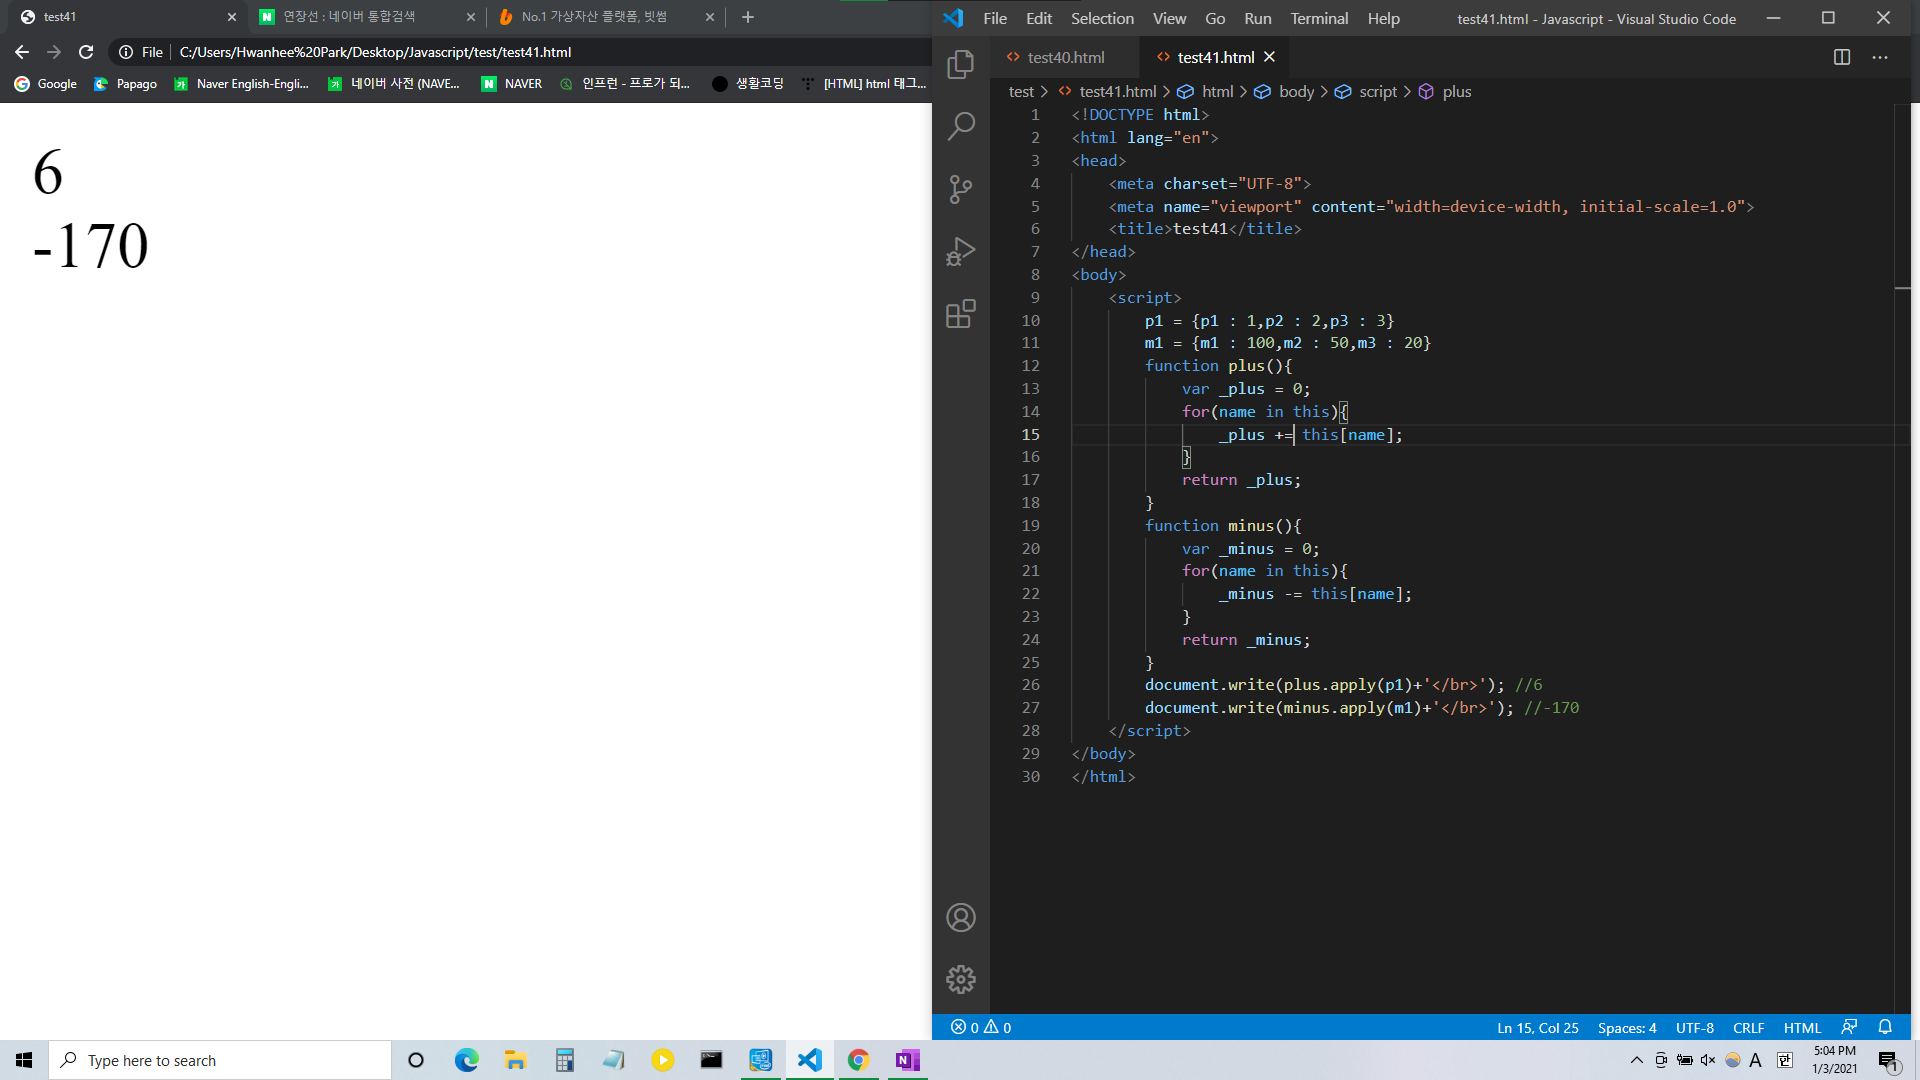 test41
연장선 : 네이버 통합검색
No.1 가상자산 플랫폼, 빗썸
File
C:/Users/Hwanhee%20Park/Desktop/Javascript/test/test41.html
Google
Papago
Naver English-Engli...
네이버 사전 (NAVE...
NAVER
인프런 - 프로가 되...
생활코딩
[HTML] html 태그...
6
-170
File Edit Selection View Go Run Terminal Help
test41.html - Javascript - Visual Studio Code
test40.html
test41.html
test > test41.html > html > body > script > plus
1 <!DOCTYPE html>
2 <html lang="en">
3 <head>
4 <meta charset="UTF-8">
5 <meta name="viewport" content="width=device-width, initial-scale=1.0">
6 <title>test41</title>
7 </head>
8 <body>
9 <script>
10 p1 = {p1 : 1,p2 : 2,p3 : 3}
11 m1 = {m1 : 100,m2 : 50,m3 : 20}
12 function plus(){
13 var _plus = 0;
14 for(name in this){
15 _plus += this[name];
16 }
17 return _plus;
18 }
19 function minus(){
20 var _minus = 0;
21 for(name in this){
22 _minus -= this[name];
23 }
24 return _minus;
25 }
26 document.write(plus.apply(p1)+'</br>'); //6
27 document.write(minus.apply(m1)+'</br>'); //-170
28 </script>
29 </body>
30 </html>
0 0
Ln 15, Col 25
Spaces: 4
UTF-8
CRLF
HTML
Type here to search
A
한
5:04 PM
1/3/2021
1